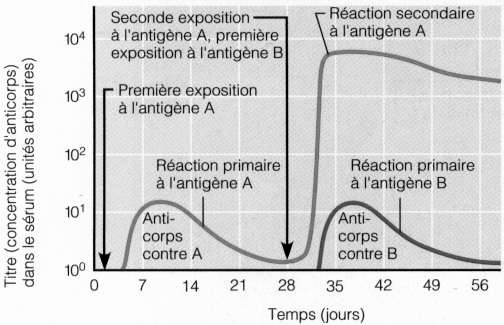 Titre (concentration d'anticorps)
dans le sérum (unités arbitraires)
10⁴
10³
10²
10¹
10⁰
Seconde exposition
à l'antigène A, première
exposition à l'antigène B
Réaction secondaire
à l'antigène A
Première exposition
à l'antigène A
Réaction primaire
à l'antigène A
Réaction primaire
à l'antigène B
Anti-
corps
contre A
Anti-
corps
contre B
0 7 14 21 28 35 42 49 56
Temps (jours)